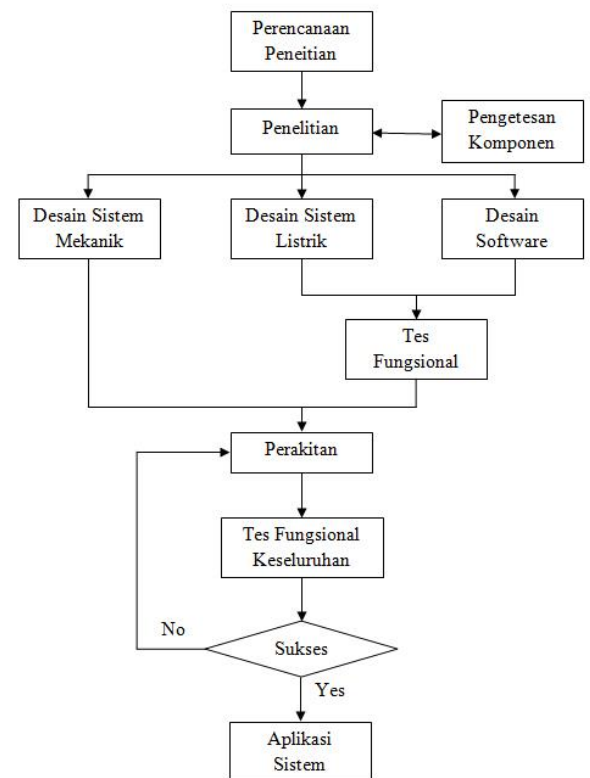 Perencanaan
Peneitian
Penelitian
Pengetesan
Komponen
Desain Sistem
Mekanik
Desain Sistem
Listrik
Desain
Software
Tes
Fungsional
Perakitan
Tes Fungsional
Keseluruhan
No
Sukses
Yes
Aplikasi
Sistem